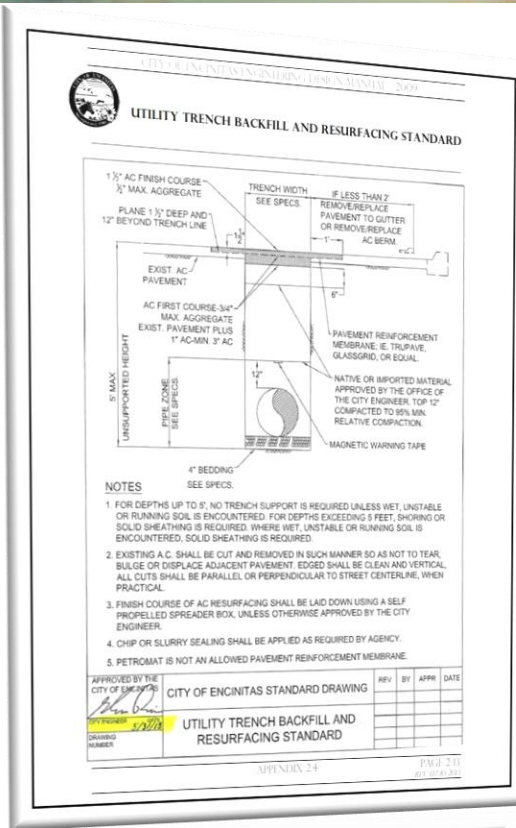 CITY OF ENCINITAS ENGINEERING DESIGN MANUAL 2009
UTILITY TRENCH BACKFILL AND RESURFACING STANDARD
1 ½" AC FINISH COURSE
½" MAX. AGGREGATE
PLANE 1 ½" DEEP AND
12" BEYOND TRENCH LINE
TRENCH WIDTH
SEE SPECS.
IF LESS THAN 2'
REMOVE/REPLACE
PAVEMENT TO GUTTER
OR REMOVE/REPLACE
AC BERM.
1'
EXIST. AC
PAVEMENT
6"
AC FIRST COURSE-3/4"
MAX. AGGREGATE
EXIST. PAVEMENT PLUS
1" AC-MIN. 3" AC
PAVEMENT REINFORCEMENT
MEMBRANE; IE. TRUPAVE,
GLASSGRID, OR EQUAL.
5' MAX
UNSUPPORTED HEIGHT
PIPE ZONE
SEE SPECS.
12"
NATIVE OR IMPORTED MATERIAL
APPROVED BY THE OFFICE OF
THE CITY ENGINEER. TOP 12"
COMPACTED TO 95% MIN.
RELATIVE COMPACTION.
MAGNETIC WARNING TAPE
4" BEDDING
SEE SPECS.
NOTES
1. FOR DEPTHS UP TO 5', NO TRENCH SUPPORT IS REQUIRED UNLESS WET, UNSTABLE
OR RUNNING SOIL IS ENCOUNTERED. FOR DEPTHS EXCEEDING 5 FEET, SHORING OR
SOLID SHEATHING IS REQUIRED. WHERE WET, UNSTABLE OR RUNNING SOIL IS
ENCOUNTERED, SOLID SHEATHING IS REQUIRED.
2. EXISTING A.C. SHALL BE CUT AND REMOVED IN SUCH MANNER SO AS NOT TO TEAR,
BULGE OR DISPLACE ADJACENT PAVEMENT. EDGED SHALL BE CLEAN AND VERTICAL,
ALL CUTS SHALL BE PARALLEL OR PERPENDICULAR TO STREET CENTERLINE, WHEN
PRACTICAL.
3. FINISH COURSE OF AC RESURFACING SHALL BE LAID DOWN USING A SELF
PROPELLED SPREADER BOX, UNLESS OTHERWISE APPROVED BY THE CITY
ENGINEER.
4. CHIP OR SLURRY SEALING SHALL BE APPLIED AS REQUIRED BY AGENCY.
5. PETROMAT IS NOT AN ALLOWED PAVEMENT REINFORCEMENT MEMBRANE.
APPROVED BY THE
CITY OF ENCINITAS
CITY ENGINEER DATE
DRAWING
NUMBER
CITY OF ENCINITAS STANDARD DRAWING
UTILITY TRENCH BACKFILL AND
RESURFACING STANDARD
REV. BY APPR. DATE
APPENDIX 2.4